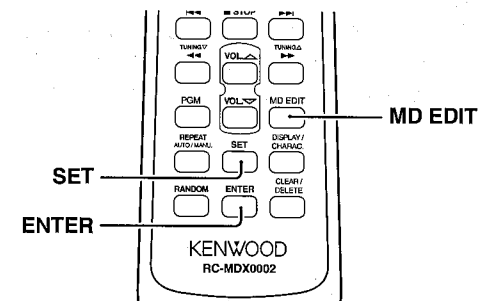 ■ STOP
TUNING▽ TUNING△
VOL.△
PGM VOL.▽ MD EDIT
MD EDIT
REPEAT
AUTO/MANU. SET DISPLAY/
CHARAC.
SET
RANDOM ENTER CLEAR/
DELETE
ENTER
KENWOOD
RC-MDX0002